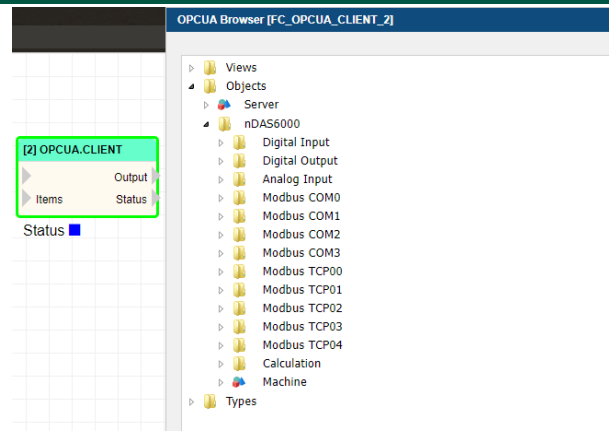 OPCUA Browser [FC_OPCUA_CLIENT_2]
Views
Objects
Server
nDAS6000
Digital Input
Digital Output
Analog Input
Modbus COM0
Modbus COM1
Modbus COM2
Modbus COM3
Modbus TCP00
Modbus TCP01
Modbus TCP02
Modbus TCP03
Modbus TCP04
Calculation
Machine
Types
[2] OPCUA.CLIENT
Output
Items Status
Status